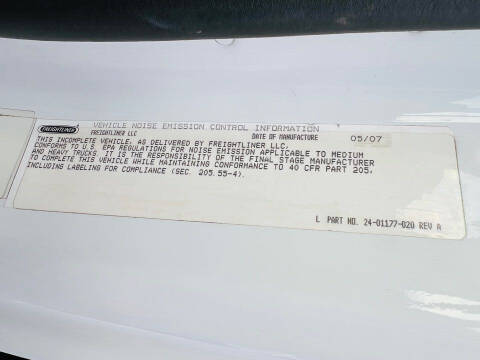 FREIGHTLINER
VEHICLE NOISE EMISSION CONTROL INFORMATION
FREIGHTLINER LLC DATE OF MANUFACTURE 05/07
THIS INCOMPLETE VEHICLE, AS DELIVERED BY FREIGHTLINER LLC,
CONFORMS TO U.S. EPA REGULATIONS FOR NOISE EMISSION APPLICABLE TO MEDIUM
AND HEAVY TRUCKS. IT IS THE RESPONSIBILITY OF THE FINAL STAGE MANUFACTURER
TO COMPLETE THIS VEHICLE WHILE MAINTAINING CONFORMANCE TO 40 CFR PART 205,
INCLUDING LABELING FOR COMPLIANCE (SEC. 205.55-4).
L PART NO. 24-01177-020 REV A